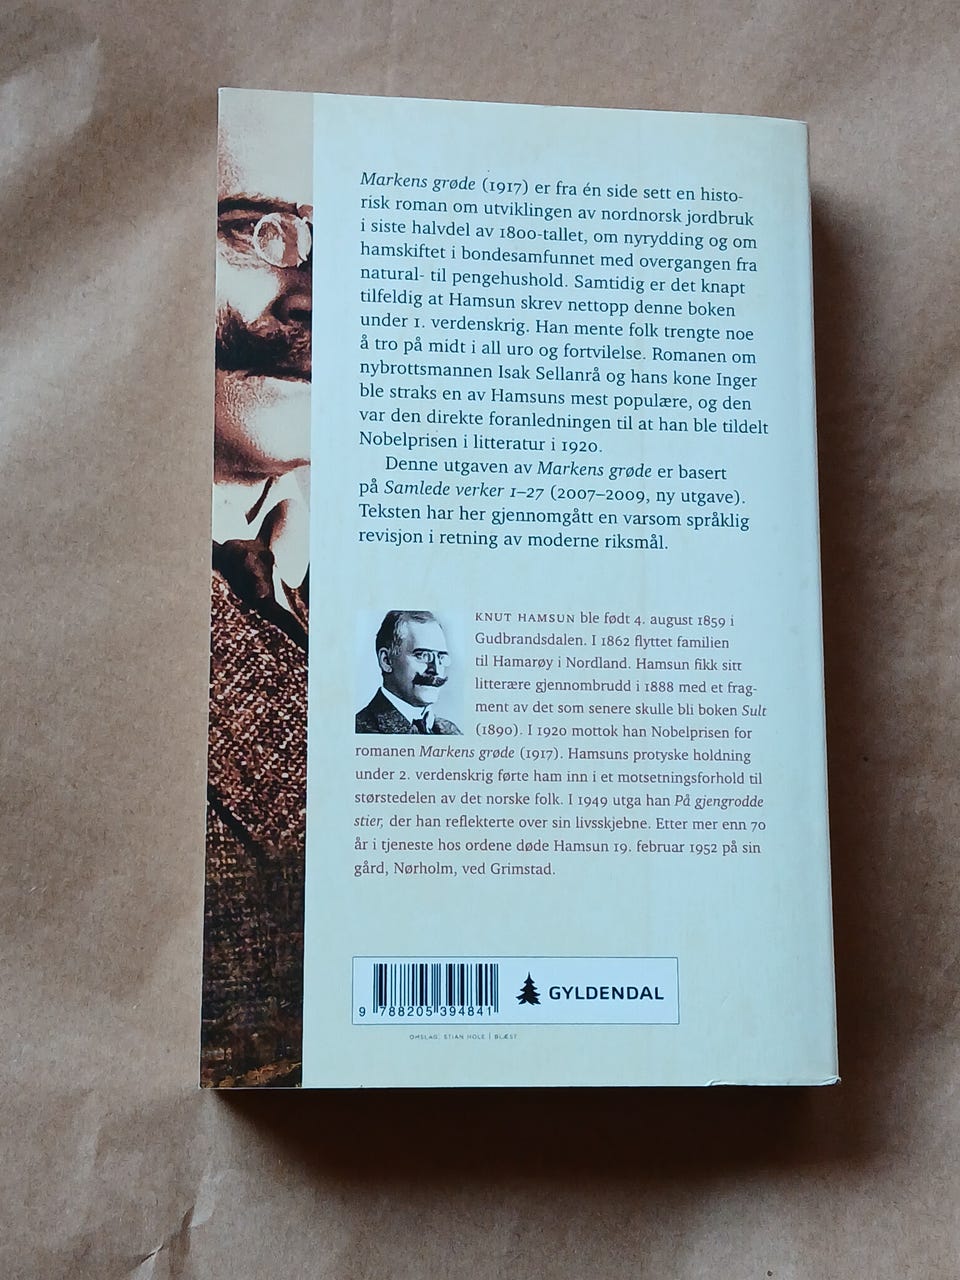 Markens grøde (1917) er fra én side sett en histo-
risk roman om utviklingen av nordnorsk jordbruk
i siste halvdel av 1800-tallet, om nyrydding og om
hamskiftet i bondesamfunnet med overgangen fra
natural- til pengehushold. Samtidig er det knapt
tilfeldig at Hamsun skrev nettopp denne boken
under 1. verdenskrig. Han mente folk trengte noe
å tro på midt i all uro og fortvilelse. Romanen om
nybrottsmannen Isak Sellanrå og hans kone Inger
ble straks en av Hamsuns mest populære, og den
var den direkte foranledningen til at han ble tildelt
Nobelprisen i litteratur i 1920.
Denne utgaven av Markens grøde er basert
på Samlede verker 1–27 (2007–2009, ny utgave).
Teksten har her gjennomgått en varsom språklig
revisjon i retning av moderne riksmål.
KNUT HAMSUN ble født 4. august 1859 i
Gudbrandsdalen. I 1862 flyttet familien
til Hamarøy i Nordland. Hamsun fikk sitt
litterære gjennombrudd i 1888 med et frag-
ment av det som senere skulle bli boken Sult
(1890). I 1920 mottok han Nobelprisen for
romanen Markens grøde (1917). Hamsuns protyske holdning
under 2. verdenskrig førte ham inn i et motsetningsforhold til
størstedelen av det norske folk. I 1949 utga han På gjengrodde
stier, der han reflekterte over sin livsskjebne. Etter mer enn 70
år i tjeneste hos ordene døde Hamsun 19. februar 1952 på sin
gård, Nørholm, ved Grimstad.
9 788205 394841
GYLDENDAL
OMSLAG: STIAN HOLE | BLÆST